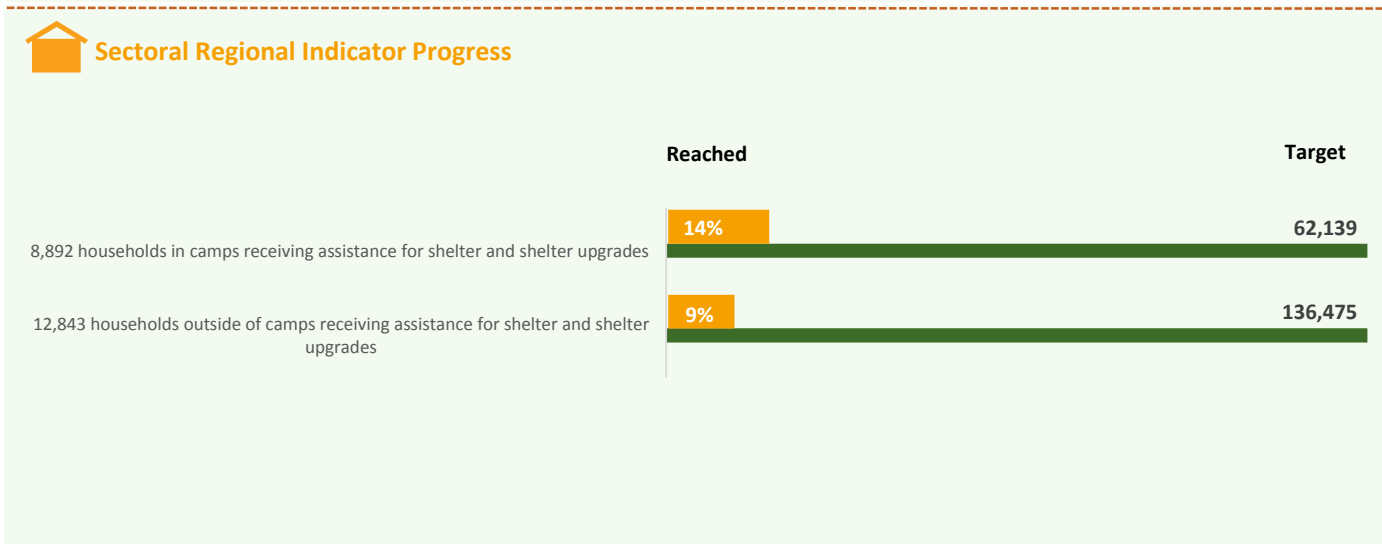 Sectoral Regional Indicator Progress
Reached
Target
14%
62,139
8,892 households in camps receiving assistance for shelter and shelter upgrades
9%
136,475
12,843 households outside of camps receiving assistance for shelter and shelter
upgrades